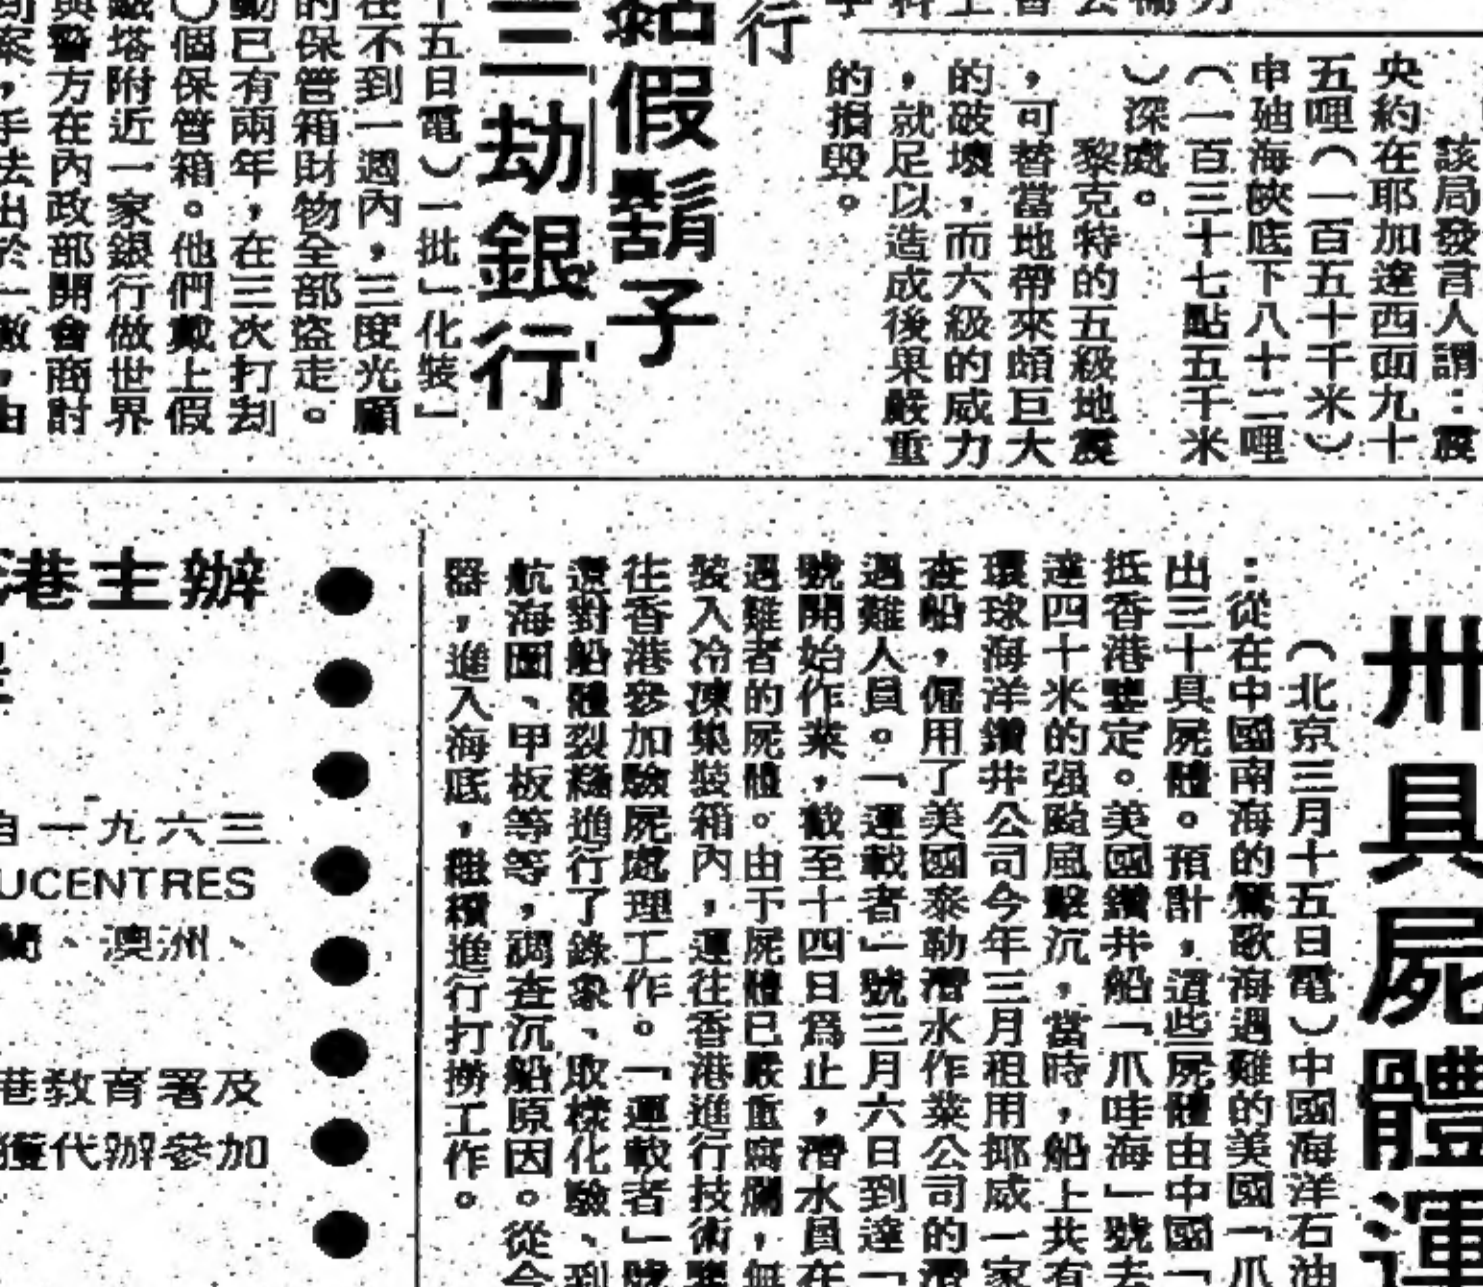 該局發言人謂：震
央約在耶加達西面九十
五哩（一百五十千米）
申廸海峽底下八十二哩
（一百三十七點五千米
）深處。
黎克特的五級地震
，可替當地帶來頗巨大
的破壞，而六級的威力
，就足以造成後果嚴重
的損毀。
行
假鬍子
三劫銀行
十五日電）一批「化裝」
在不到一週內，三度光顧
的保管箱財物全部盜走。
動已有兩年，在三次打刦
〇個保管箱。他們戴上假
塔附近一家銀行做世界
與警方在內政部開會商討
案，手法出於一轍，由
卅具屍體運
（北京三月十五日電）中國海洋石油
：從在中國南海的鶯歌海遇難的美國「爪
出三十具屍體。預計，這些屍體由中國「
抵香港鑒定。美國鑽井船「爪哇海」號去
達四十米的强颱風擊沉，當時，船上共有
環球海洋鑽井公司今年三月租用挪威一家
查船，僱用了美國泰勒潛水作業公司的潛
遇難人員。「運載者」號三月六日到達「
號開始作業，截至十四日爲止，潛水員在
遇難者的屍體。由于屍體已嚴重腐爛，無
裝入冷凍集裝箱內，運往香港進行技術鑒
往香港參加驗屍處理工作。「運載者」號
還對船體裂縫進行了錄象、取樣化驗、到
航海圖、甲板等等，調查沉船原因。從今
器，進入海底，繼續進行打撈工作。
港主辦
自一九六三
UCENTRES
蘭、澳洲、
港敎育署及
獲代辦參加